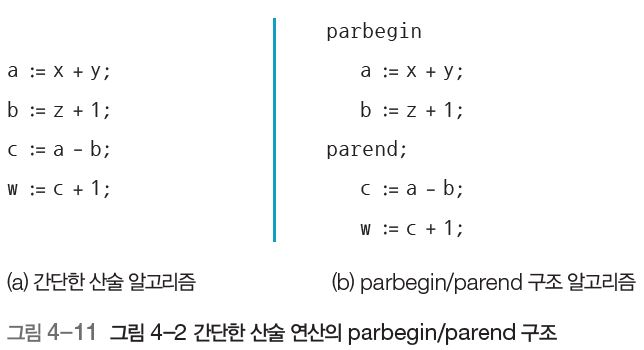 a := x + y;
b := z + 1;
c := a - b;
w := c + 1;
(a) 간단한 산술 알고리즘
parbegin
a := x + y;
b := z + 1;
parend;
c := a - b;
w := c + 1;
(b) parbegin/parend 구조 알고리즘
그림 4-11 그림 4-2 간단한 산술 연산의 parbegin/parend 구조